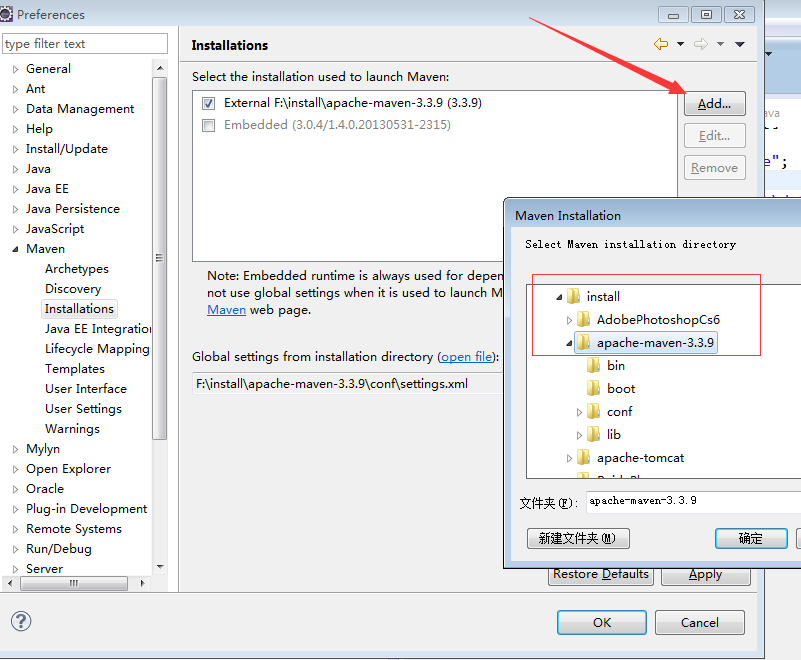 Preferences
type filter text
General
Ant
Data Management
Help
Install/Update
Java
Java EE
Java Persistence
JavaScript
Maven
Archetypes
Discovery
Installations
Java EE Integratio
Lifecycle Mapping
Templates
User Interface
User Settings
Warnings
Mylyn
Open Explorer
Oracle
Plug-in Development
Remote Systems
Run/Debug
Server
Installations
Select the installation used to launch Maven:
External F:\install\apache-maven-3.3.9 (3.3.9)
Embedded (3.0.4/1.4.0.20130531-2315)
Add...
Edit...
Remove
Note: Embedded runtime is always used for depen
not use global settings when it is used to launch M
Maven web page.
Global settings from installation directory (open file):
F:\install\apache-maven-3.3.9\conf\settings.xml
Restore Defaults
Apply
OK
Cancel
Maven Installation
Select Maven installation directory
install
AdobePhotoshopCs6
apache-maven-3.3.9
bin
boot
conf
lib
apache-tomcat
文件夹(F): apache-maven-3.3.9
新建文件夹(M)
确定
ava
e";